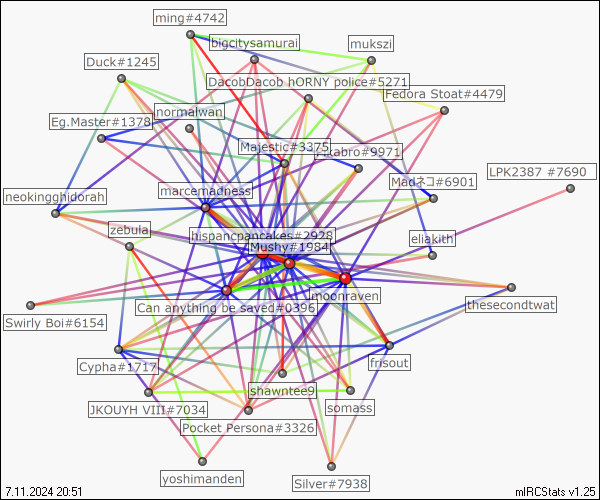 ming#4742
bigcitysamurai
mukszi
Duck#1245
DacobDacob hORNY police#5271
Fedora Stoat#4479
normalwan
Eg.Master#1378
Majestic#3375
kabro#9971
LPK2387 #7690
Madネコ#6901
marcemadness
neokingghidorah
zebula
hispancpancakes#2928
eliakith
Mushy#1984
moonraven
Can anything be saved#0396
thesecondtwat
Swirly Boi#6154
Cypha#1717
frisout
shawntee9
JKOUYH VIII#7034
somass
Pocket Persona#3326
yoshimanden
Silver#7938
7.11.2024 20:51
mIRCStats v1.25